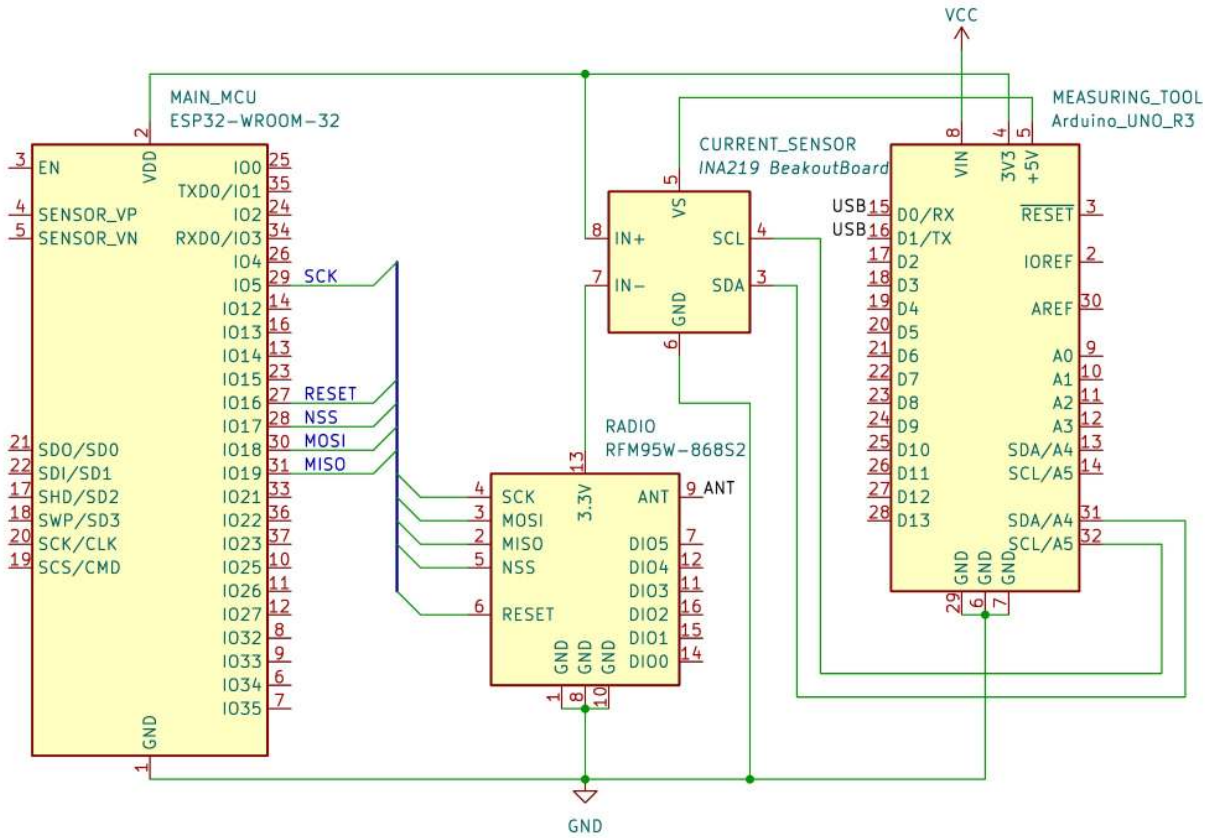 VCC
MAIN_MCU
ESP32-WROOM-32
2
VDD
3 EN
4 SENSOR_VP
5 SENSOR_VN
21 SDO/SD0
22 SDI/SD1
17 SHD/SD2
18 SWP/SD3
20 SCK/CLK
19 SCS/CMD
IO0 25
TXD0/IO1 35
IO2 24
RXD0/IO3 34
IO4 26
IO5 29 SCK
IO12 14
IO13 16
IO14 13
IO15 23
IO16 27 RESET
IO17 28 NSS
IO18 30 MOSI
IO19 31 MISO
IO21 33
IO22 36
IO23 37
IO25 10
IO26 11
IO27 12
IO32 8
IO33 9
IO34 6
IO35 7
GND
1
CURRENT_SENSOR
INA219 BeakoutBoard
5
VS
8 IN+
7 IN-
SCL 4
SDA 3
GND
6
RADIO
RFM95W-868S2
13
3.3V
4 SCK
3 MOSI
2 MISO
5 NSS
6 RESET
ANT 9 ANT
DIO5 7
DIO4 12
DIO3 11
DIO2 16
DIO1 15
DIO0 14
GND GND GND
1 8 10
MEASURING_TOOL
Arduino_UNO_R3
8 4 5
VIN 3V3 +5V
USB 15 D0/RX
USB 16 D1/TX
17 D2
18 D3
19 D4
20 D5
21 D6
22 D7
23 D8
24 D9
25 D10
26 D11
27 D12
28 D13
RESET 3
IOREF 2
AREF 30
A0 9
A1 10
A2 11
A3 12
SDA/A4 13
SCL/A5 14
SDA/A4 31
SCL/A5 32
GND GND GND
29 6 7
GND